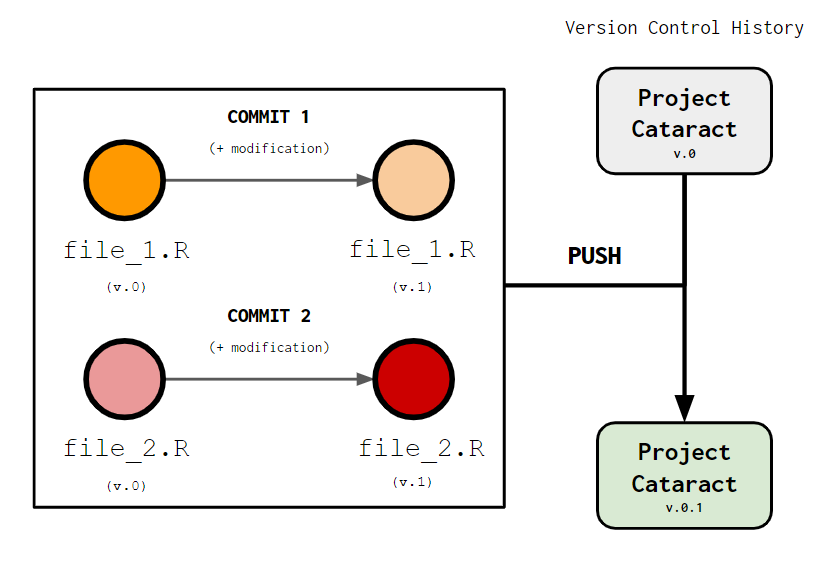 Version Control History
COMMIT 1
(+ modification)
file_1.R
(v.0)
file_1.R
(v.1)
COMMIT 2
(+ modification)
file_2.R
(v.0)
file_2.R
(v.1)
PUSH
Project
Cataract
v.0
Project
Cataract
v.0.1